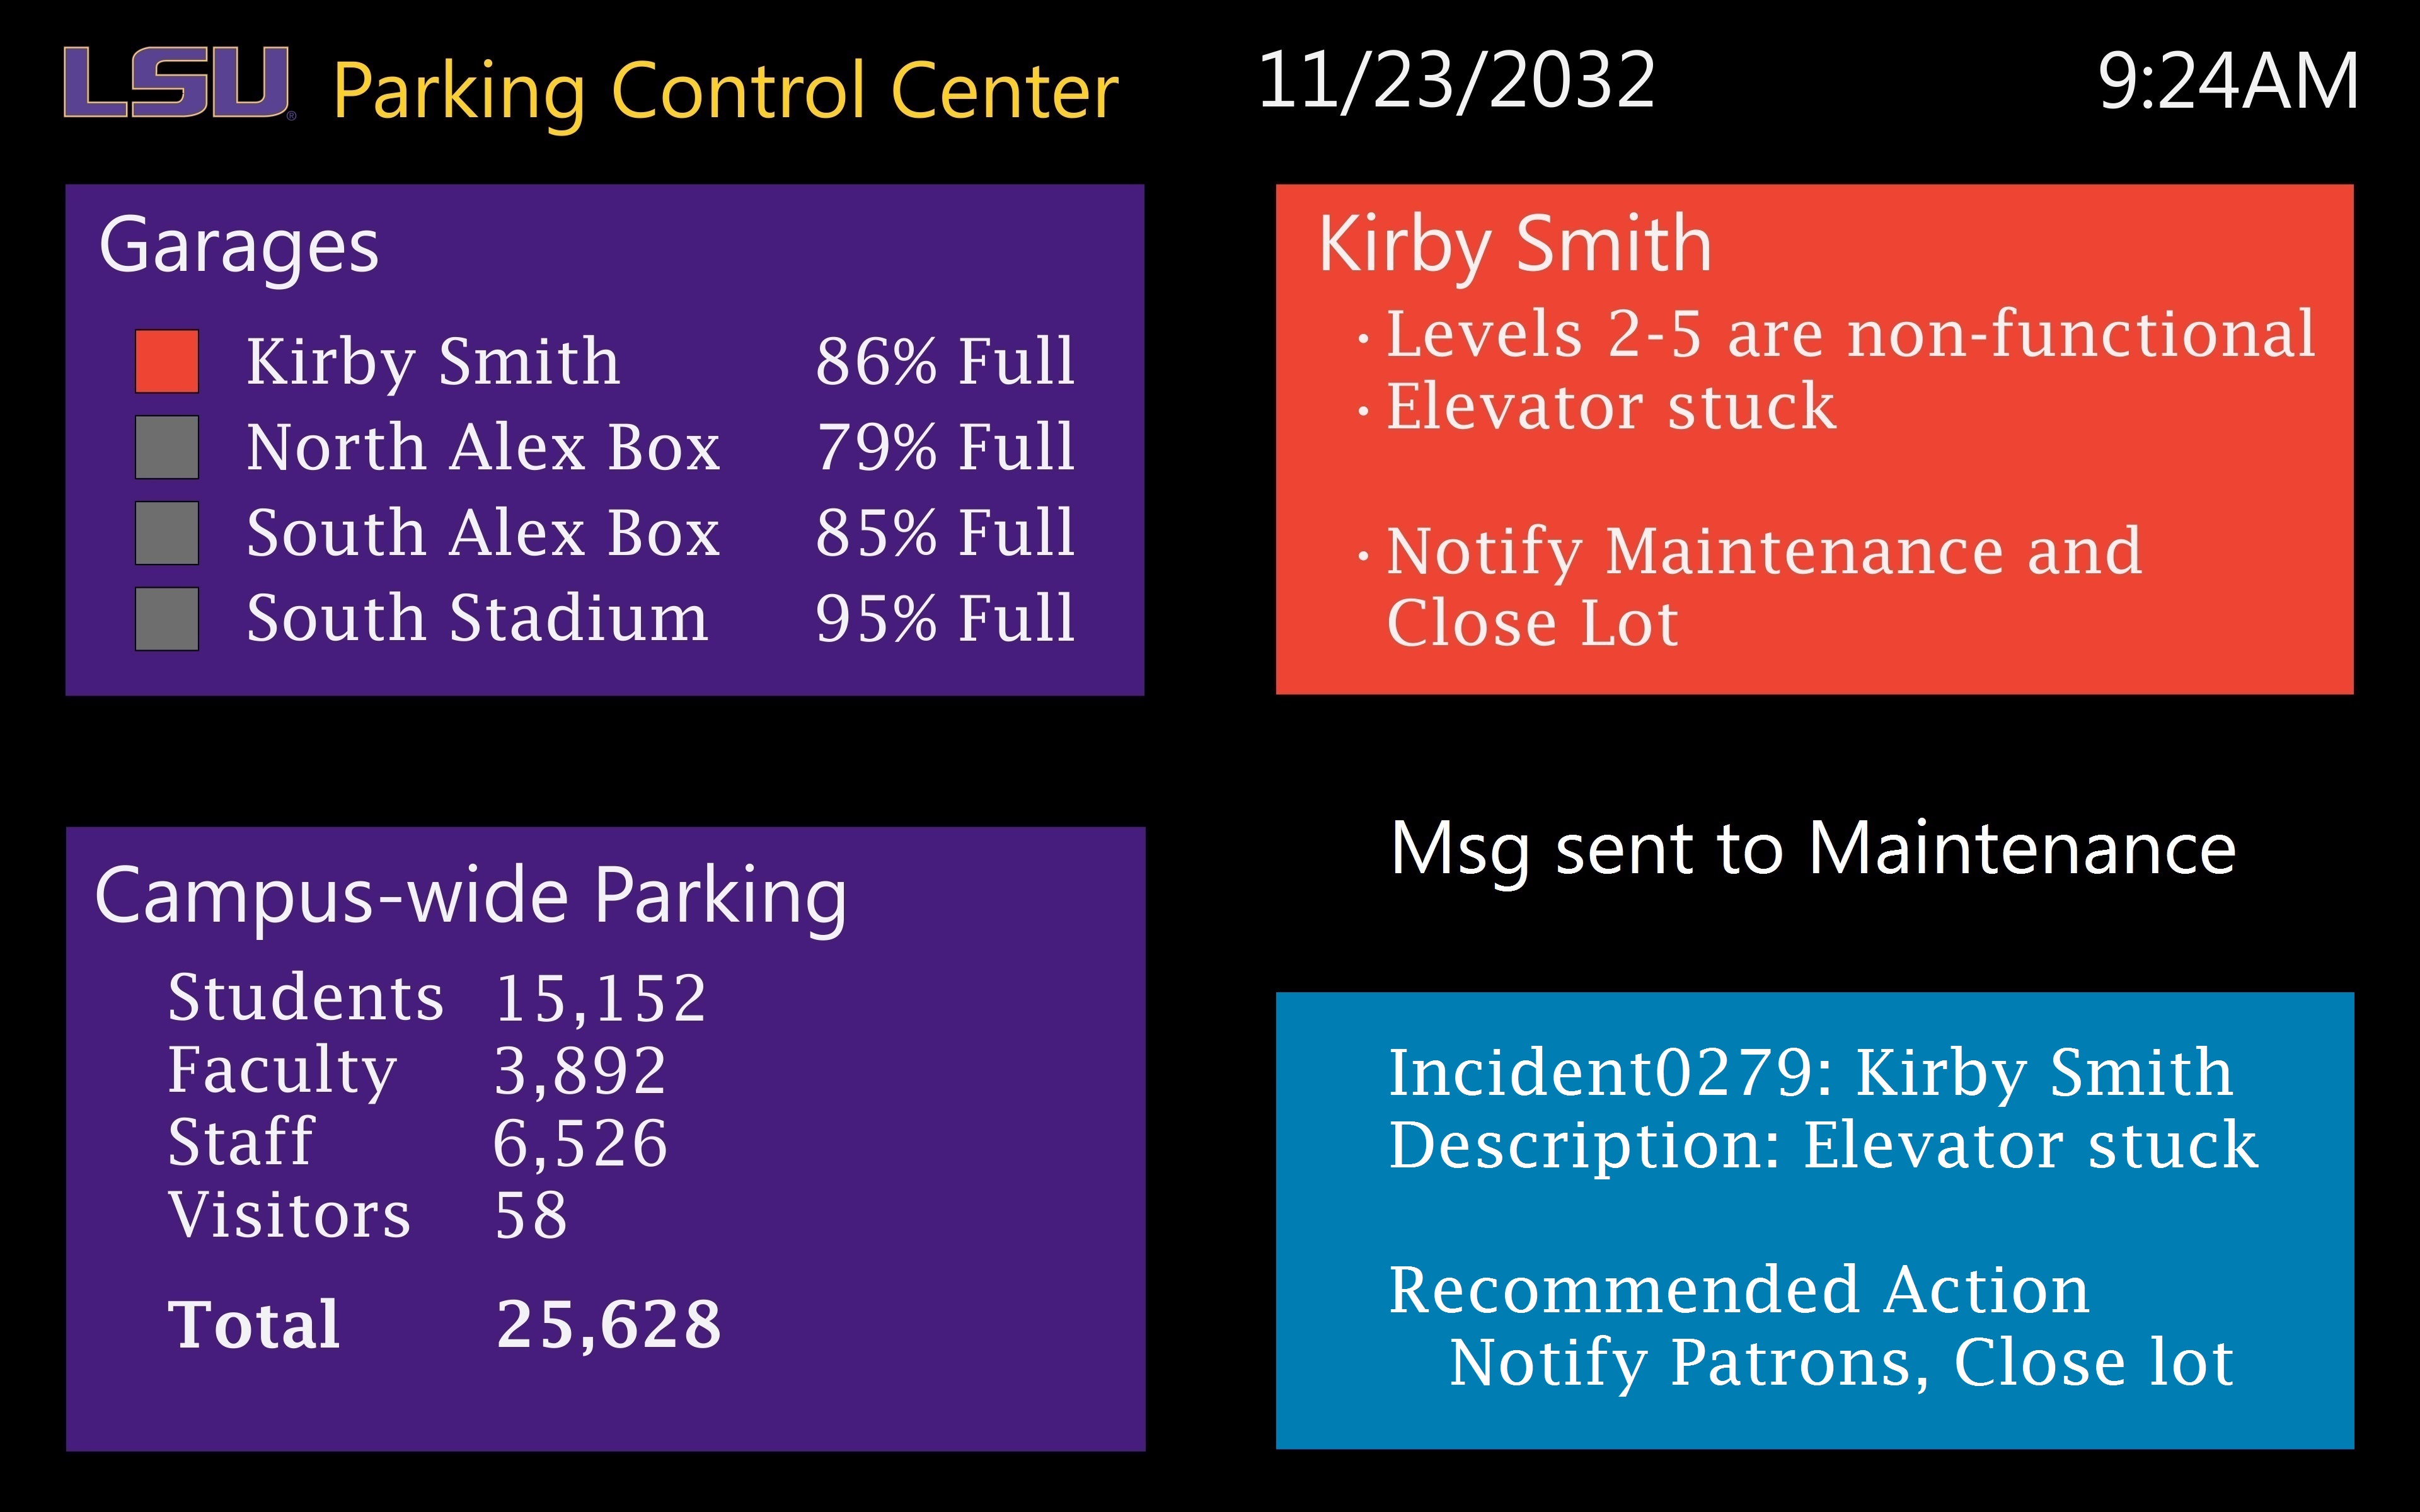 LSU® Parking Control Center
11/23/2032
9:24AM
Garages
Kirby Smith 86% Full
North Alex Box 79% Full
South Alex Box 85% Full
South Stadium 95% Full
Kirby Smith
· Levels 2-5 are non-functional
· Elevator stuck
· Notify Maintenance and
Close Lot
Campus-wide Parking
Students 15,152
Faculty 3,892
Staff 6,526
Visitors 58
Total 25,628
Msg sent to Maintenance
Incident0279: Kirby Smith
Description: Elevator stuck
Recommended Action
Notify Patrons, Close lot